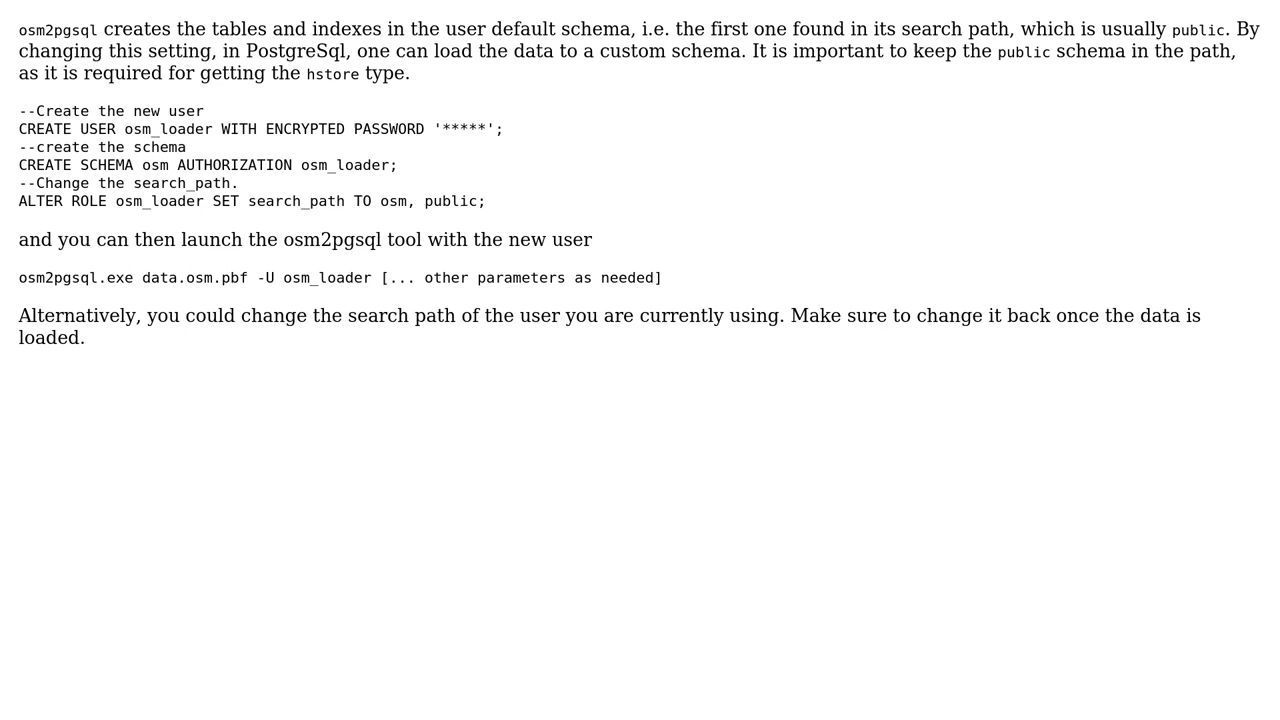 osm2pgsql creates the tables and indexes in the user default schema, i.e. the first one found in its search path, which is usually public. By
changing this setting, in PostgreSql, one can load the data to a custom schema. It is important to keep the public schema in the path,
as it is required for getting the hstore type.
--Create the new user
CREATE USER osm_loader WITH ENCRYPTED PASSWORD '*****';
--create the schema
CREATE SCHEMA osm AUTHORIZATION osm_loader;
--Change the search_path.
ALTER ROLE osm_loader SET search_path TO osm, public;
and you can then launch the osm2pgsql tool with the new user
osm2pgsql.exe data.osm.pbf -U osm_loader [... other parameters as needed]
Alternatively, you could change the search path of the user you are currently using. Make sure to change it back once the data is
loaded.